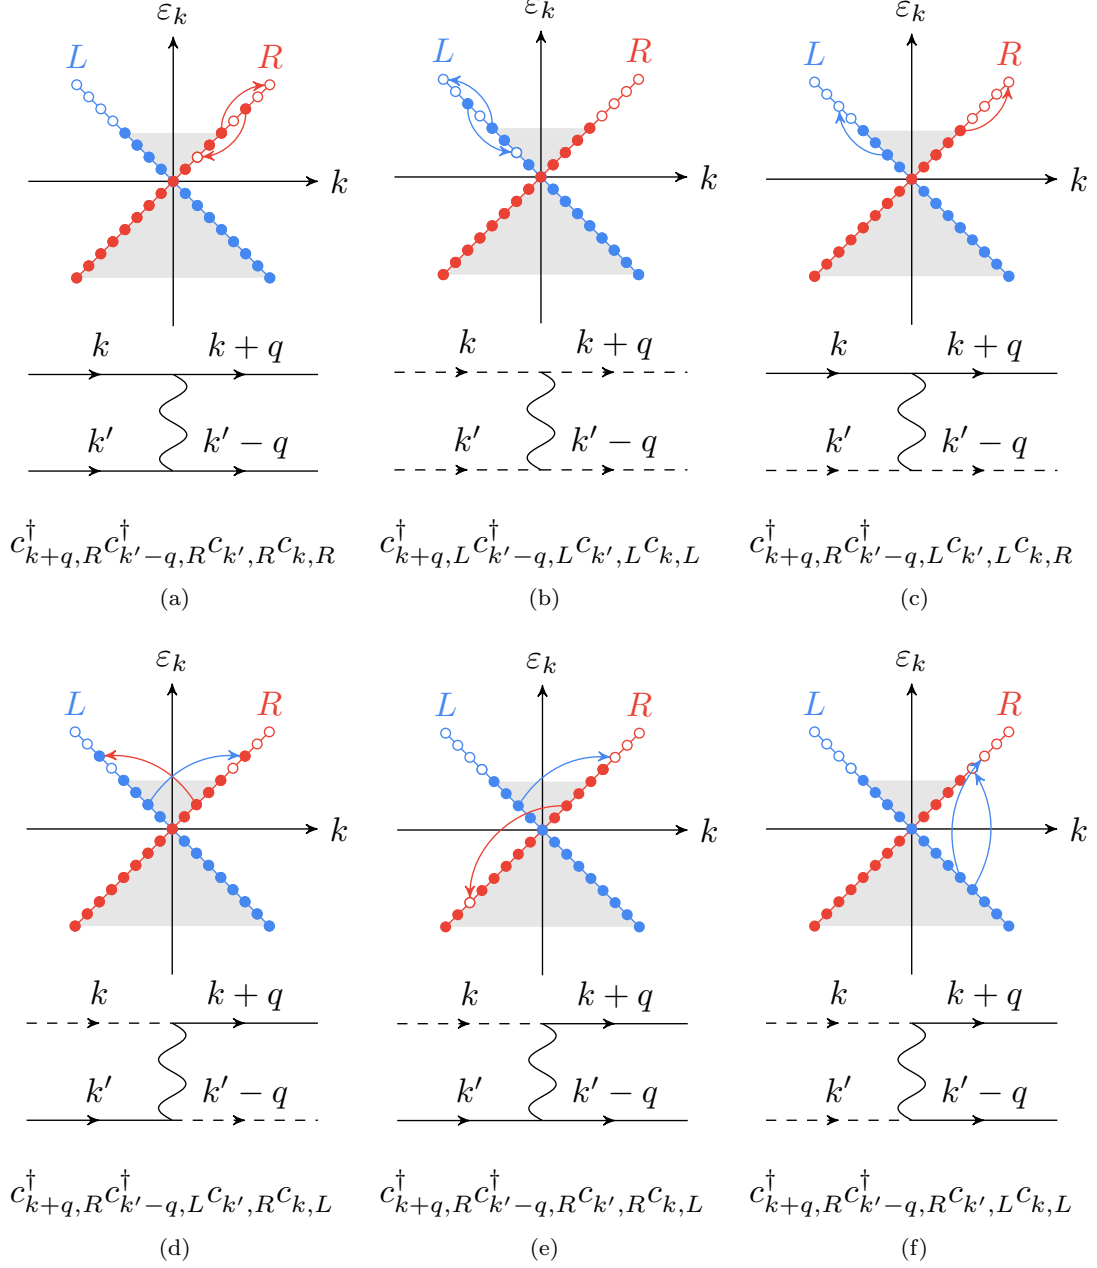 ε_k ε_k ε_k
L R L R L R
k k k
k k + q k k + q k k + q
k′ k′ − q k′ k′ − q k′ k′ − q
c†_{k+q,R} c†_{k′−q,R} c_{k′,R} c_{k,R} c†_{k+q,L} c†_{k′−q,L} c_{k′,L} c_{k,L} c†_{k+q,R} c†_{k′−q,L} c_{k′,L} c_{k,R}
(a) (b) (c)
ε_k ε_k ε_k
L R L R L R
k k k
k k + q k k + q k k + q
k′ k′ − q k′ k′ − q k′ k′ − q
c†_{k+q,R} c†_{k′−q,L} c_{k′,R} c_{k,L} c†_{k+q,R} c†_{k′−q,R} c_{k′,R} c_{k,L} c†_{k+q,R} c†_{k′−q,R} c_{k′,L} c_{k,L}
(d) (e) (f)